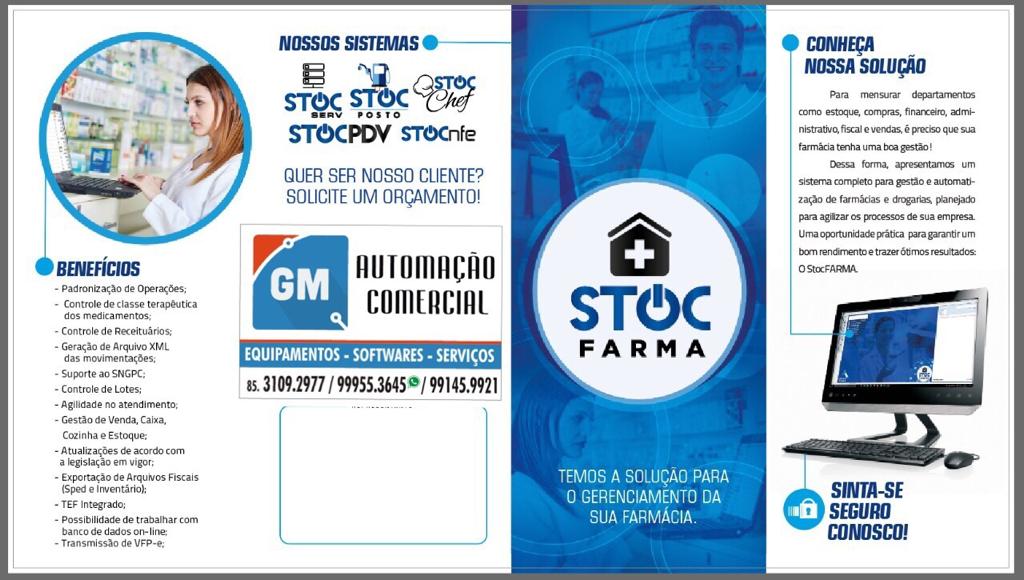 NOSSOS SISTEMAS
STOC
SERV
STOC
POSTO
STOC
Chef
STOCPDV
STOCnfe
QUER SER NOSSO CLIENTE?
SOLICITE UM ORÇAMENTO!
GM
AUTOMAÇÃO
COMERCIAL
EQUIPAMENTOS - SOFTWARES - SERVIÇOS
85. 3109.2977 / 99955.3645 / 99145.9921
BENEFÍCIOS
- Padronização de Operações;
- Controle de classe terapêutica
dos medicamentos;
- Controle de Receituários;
- Geração de Arquivo XML
das movimentações;
- Suporte ao SNGPC;
- Controle de Lotes;
- Agilidade no atendimento;
- Gestão de Venda, Caixa,
Cozinha e Estoque;
- Atualizações de acordo com
a legislação em vigor;
- Exportação de Arquivos Fiscais
(Sped e Inventário);
- TEF Integrado;
- Possibilidade de trabalhar com
banco de dados on-line;
- Transmissão de VFP-e;
STOC
FARMA
TEMOS A SOLUÇÃO PARA
O GERENCIAMENTO DA
SUA FARMÁCIA.
CONHEÇA
NOSSA SOLUÇÃO
Para mensurar departamentos
como estoque, compras, financeiro, admi-
nistrativo, fiscal e vendas, é preciso que sua
farmácia tenha uma boa gestão!
Dessa forma, apresentamos um
sistema completo para gestão e automati-
zação de farmácias e drogarias, planejado
para agilizar os processos de sua empresa.
Uma oportunidade prática para garantir um
bom rendimento e trazer ótimos resultados:
O StocFARMA.
SINTA-SE
SEGURO
CONOSCO!